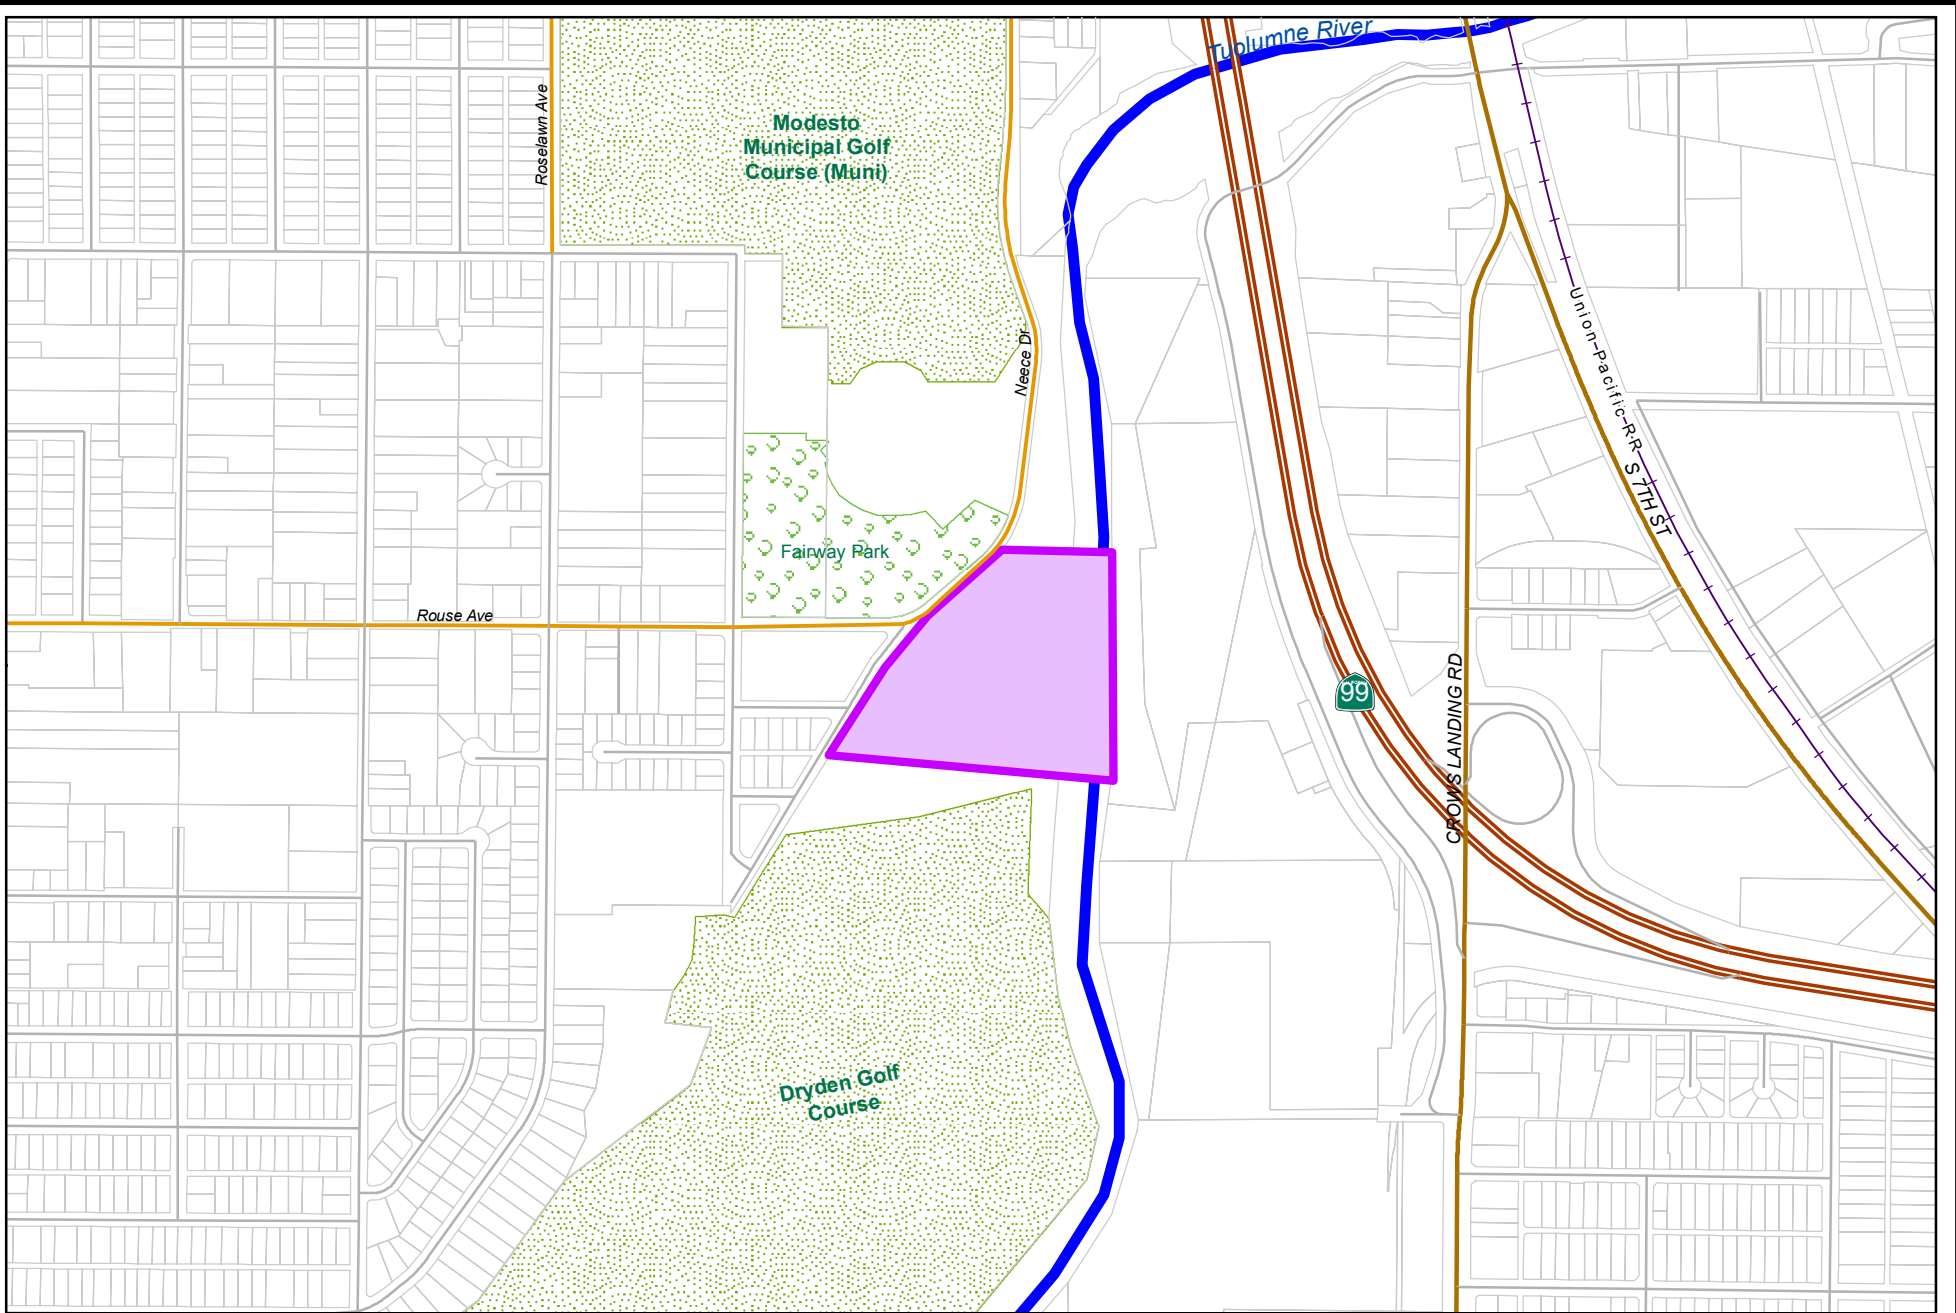 Tuolumne River
Roselawn Ave
Modesto
Municipal Golf
Course (Muni)
Neece Dr
Union Pacific R.R
S 7TH ST
Fairway Park
Rouse Ave
99
CROWS LANDING RD
Dryden Golf
Course